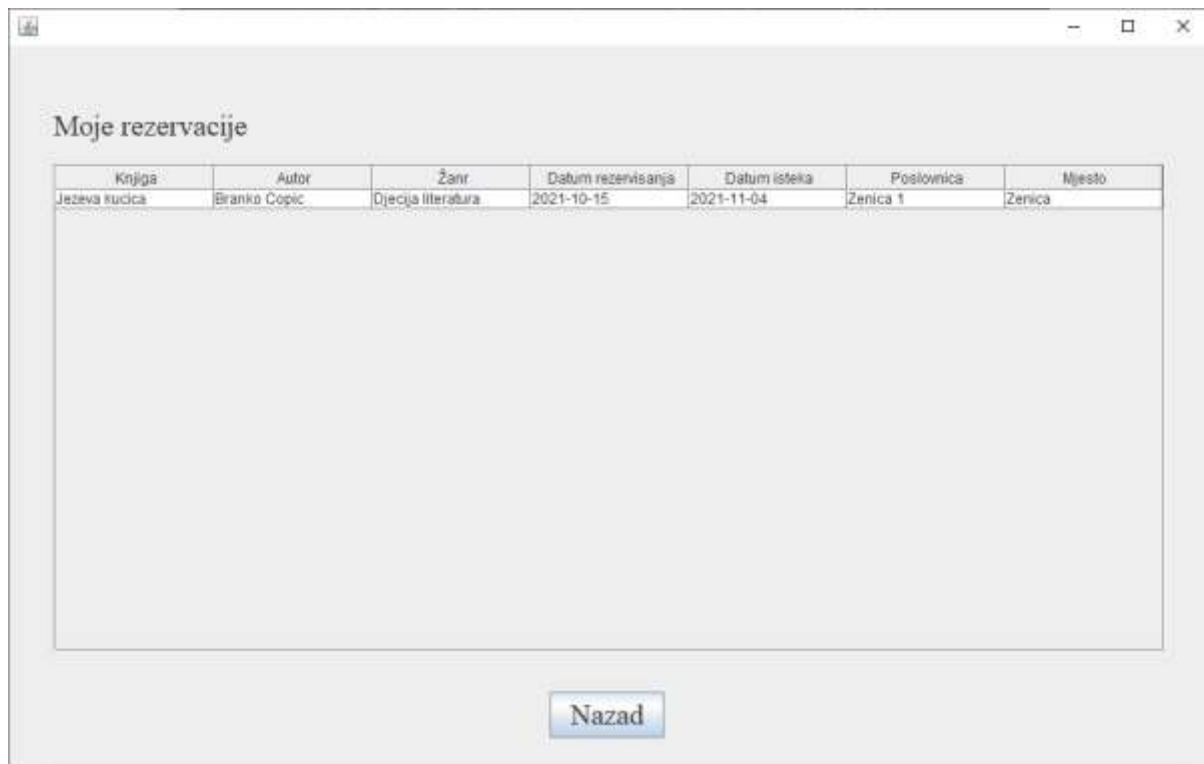 Moje rezervacije
Knjiga Autor Žanr Datum rezervisanja Datum isteka Poslovnica Mjesto
Jezeva kucica Branko Copic Djecija literatura 2021-10-15 2021-11-04 Zenica 1 Zenica
Nazad